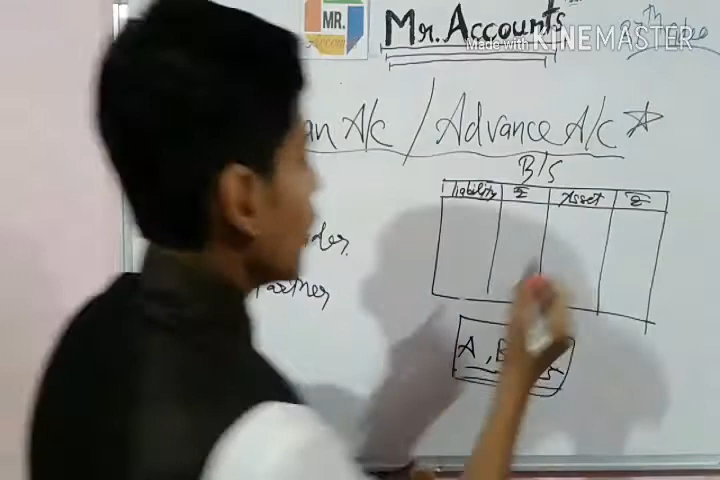 MR.
Mr. Accounts
Made with KINEMASTER
an A/c / Advance A/c
B/S
Liability Σ Asset Σ
der
Partner
A, B